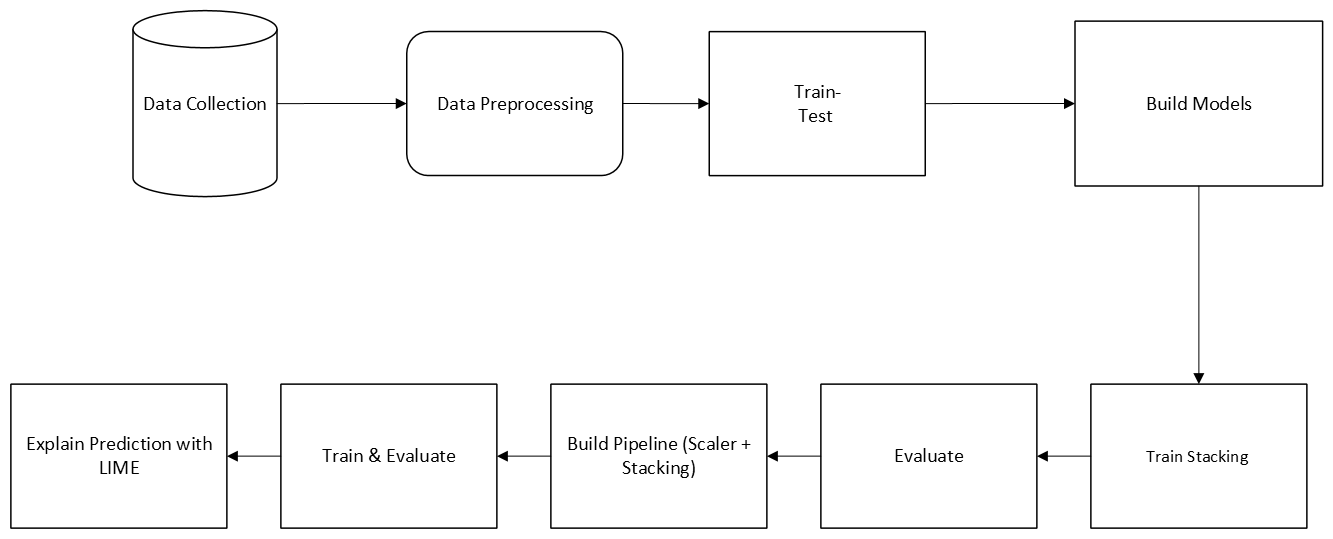 Data Collection
Data Preprocessing
Train-
Test
Build Models
Train Stacking
Evaluate
Build Pipeline (Scaler +
Stacking)
Train & Evaluate
Explain Prediction with
LIME